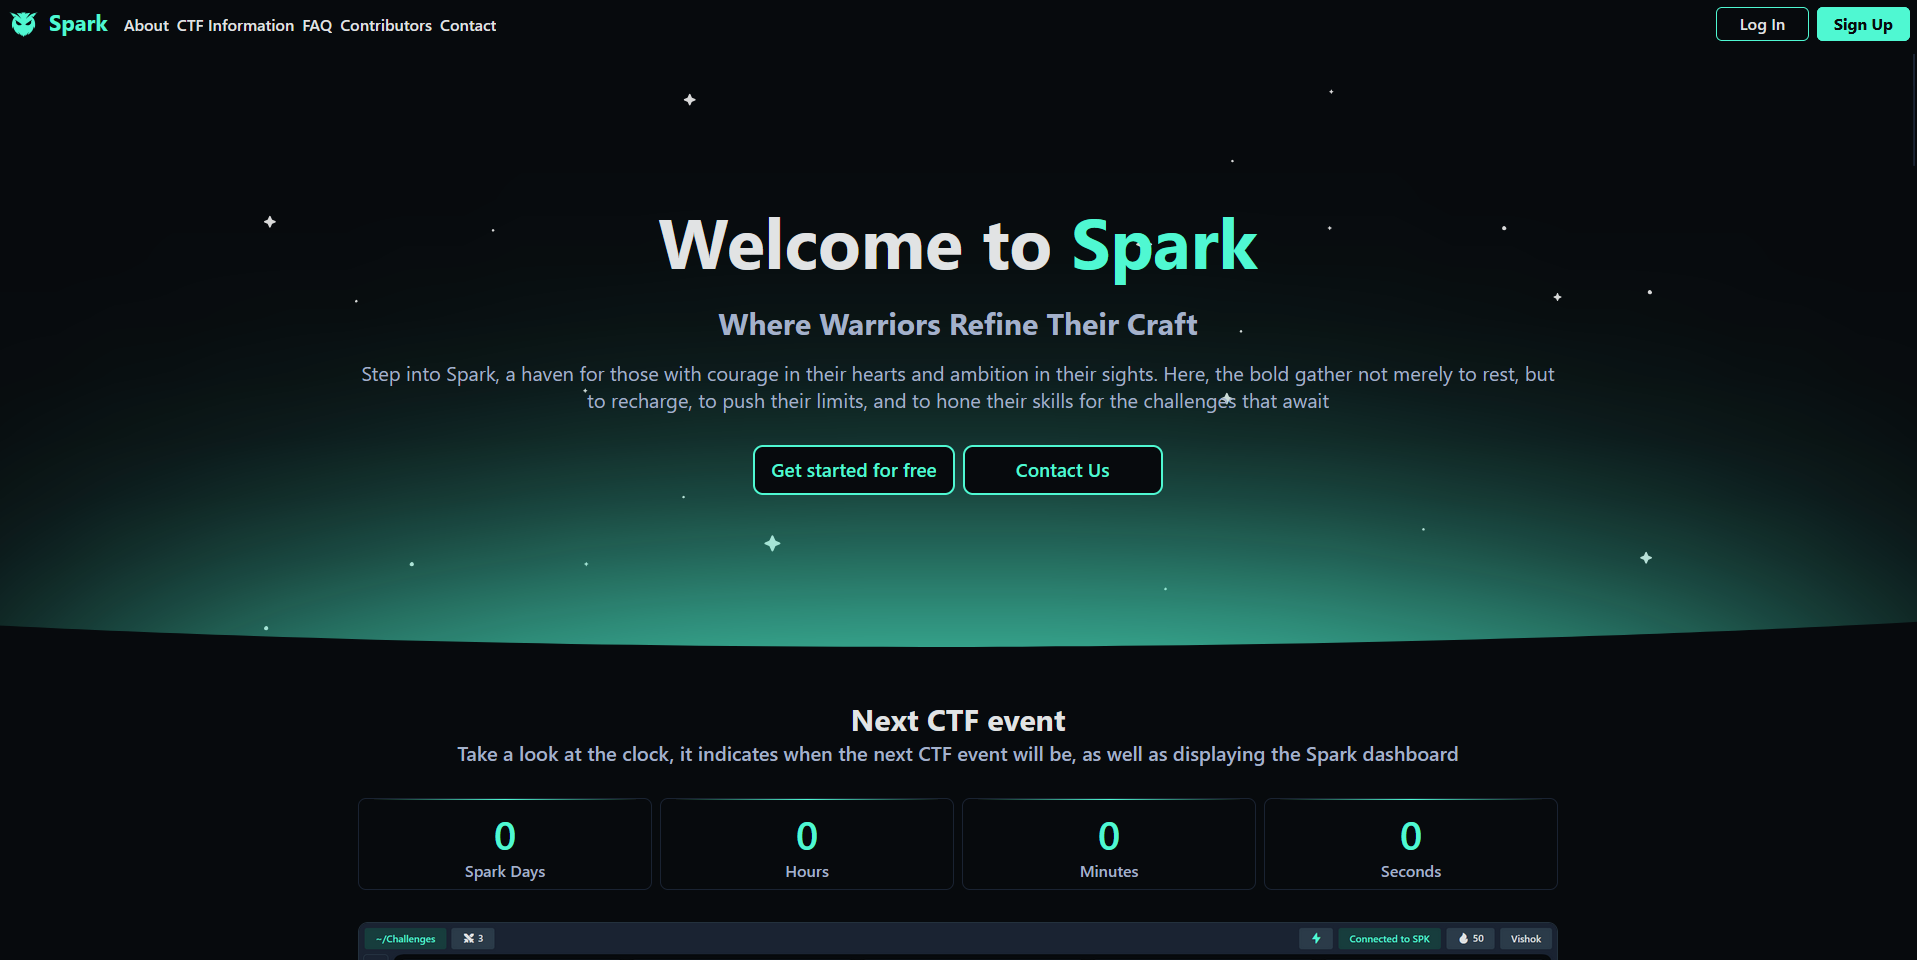 Spark About CTF Information FAQ Contributors Contact Log In Sign Up
Welcome to Spark
Where Warriors Refine Their Craft
Step into Spark, a haven for those with courage in their hearts and ambition in their sights. Here, the bold gather not merely to rest, but
to recharge, to push their limits, and to hone their skills for the challenges that await
Get started for free Contact Us
Next CTF event
Take a look at the clock, it indicates when the next CTF event will be, as well as displaying the Spark dashboard
0 0 0 0
Spark Days Hours Minutes Seconds
~/Challenges 3 Connected to SPK 50 Vishok